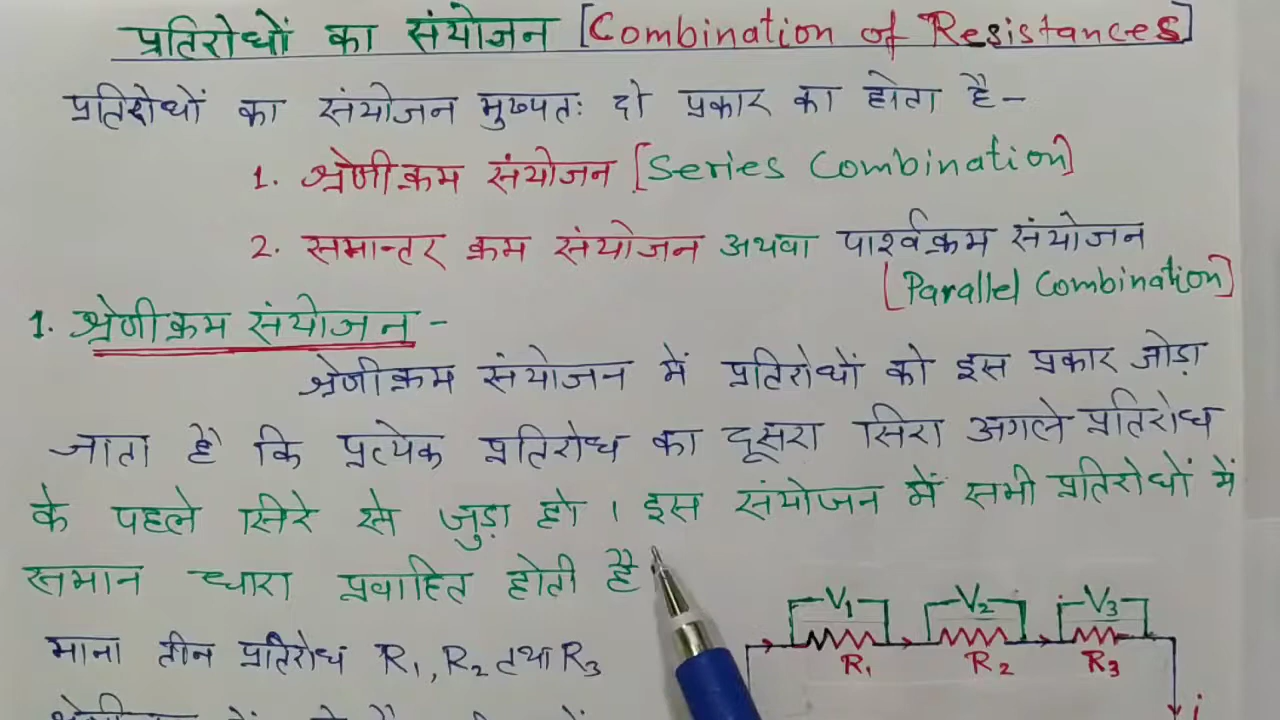 प्रतिरोधों का संयोजन [Combination of Resistances]
प्रतिरोधों का संयोजन मुख्यतः दो प्रकार का होता है –
1. श्रेणीक्रम संयोजन [Series Combination]
2. समान्तर क्रम संयोजन अथवा पार्श्वक्रम संयोजन
[Parallel Combination]
1. श्रेणीक्रम संयोजन –
श्रेणीक्रम संयोजन में प्रतिरोधों को इस प्रकार जोड़ा
जाता है कि प्रत्येक प्रतिरोध का दूसरा सिरा अगले प्रतिरोध
के पहले सिरे से जुड़ा हो । इस संयोजन में सभी प्रतिरोधों में
समान धारा प्रवाहित होती है
माना तीन प्रतिरोध R₁, R₂ तथा R₃
V₁ V₂ V₃
R₁ R₂ R₃
i